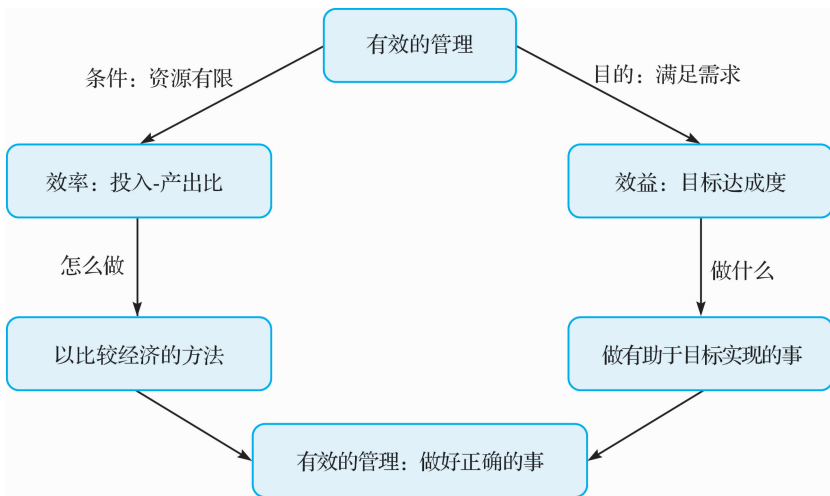 有效的管理
条件：资源有限
目的：满足需求
效率：投入-产出比
效益：目标达成度
怎么做
做什么
以比较经济的方法
做有助于目标实现的事
有效的管理：做好正确的事